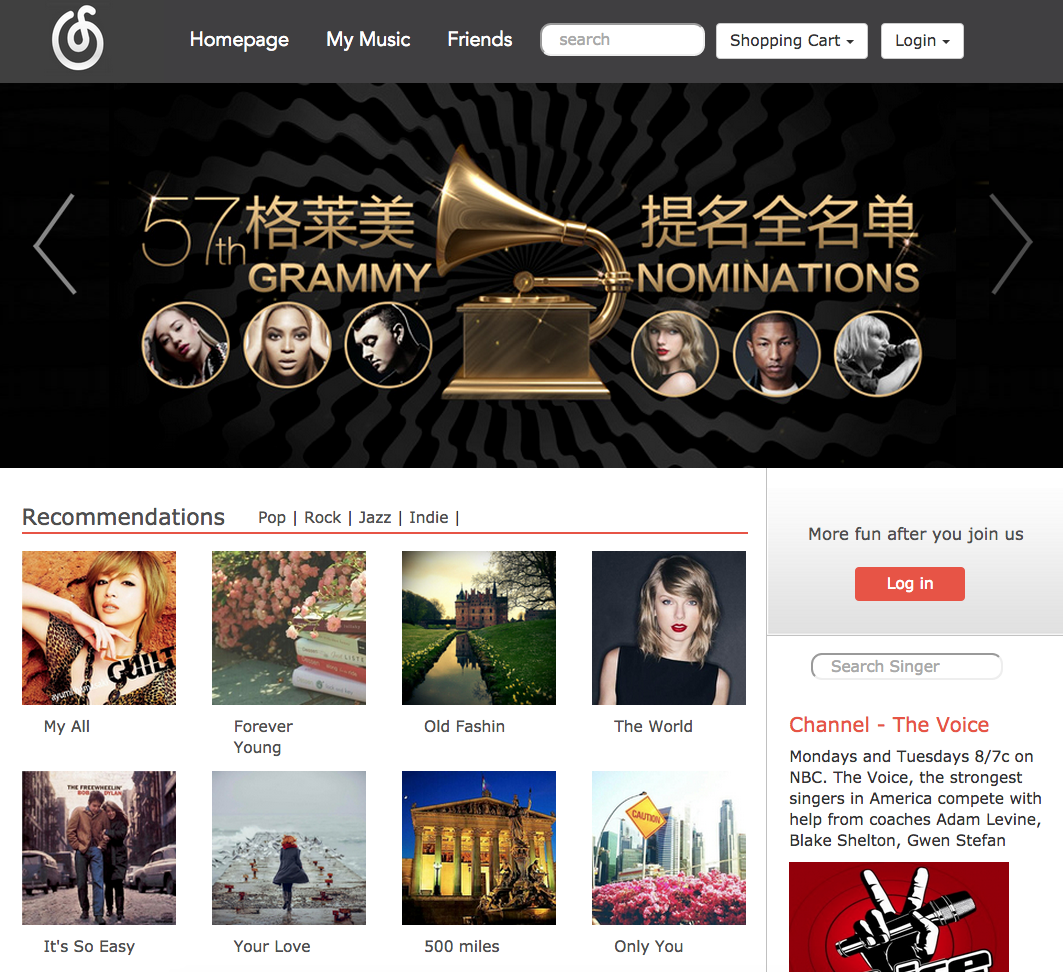 Homepage
My Music
Friends
search
Shopping Cart
Login
57th格莱美
提名全名单
GRAMMY
NOMINATIONS
Recommendations
Pop | Rock | Jazz | Indie |
More fun after you join us
Log in
Search Singer
GUILT
My All
Forever
Young
Old Fashin
The World
Channel - The Voice
Mondays and Tuesdays 8/7c on
NBC. The Voice, the strongest
singers in America compete with
help from coaches Adam Levine,
Blake Shelton, Gwen Stefan
THE FREEWHEELIN'
BOB DYLAN
CAUTION
It's So Easy
Your Love
500 miles
Only You